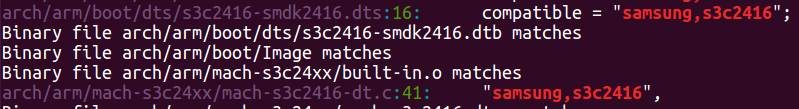 arch/arm/boot/dts/s3c2416-smdk2416.dts:16:	compatible = "samsung,s3c2416";
Binary file arch/arm/boot/dts/s3c2416-smdk2416.dtb matches
Binary file arch/arm/boot/Image matches
Binary file arch/arm/mach-s3c24xx/built-in.o matches
arch/arm/mach-s3c24xx/mach-s3c2416-dt.c:41:	"samsung,s3c2416",